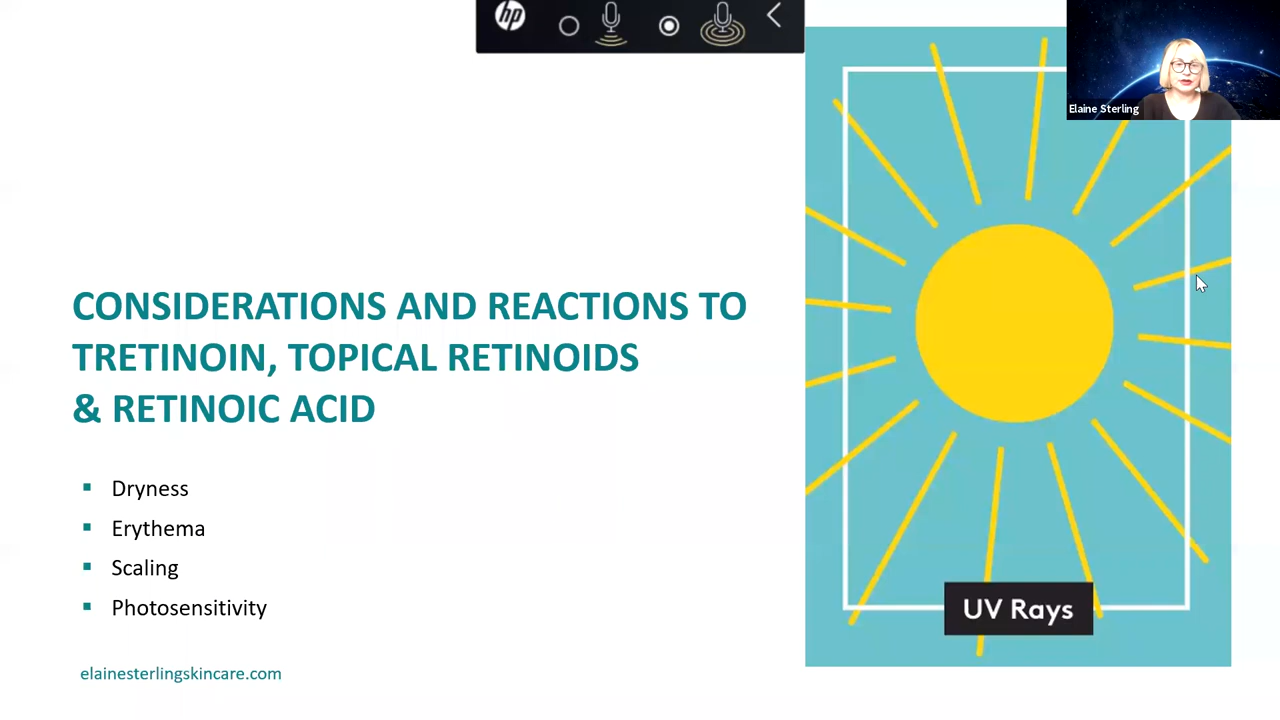 hp
Elaine Sterling
CONSIDERATIONS AND REACTIONS TO
TRETINOIN, TOPICAL RETINOIDS
& RETINOIC ACID
Dryness
Erythema
Scaling
Photosensitivity
UV Rays
elainesterlingskincare.com